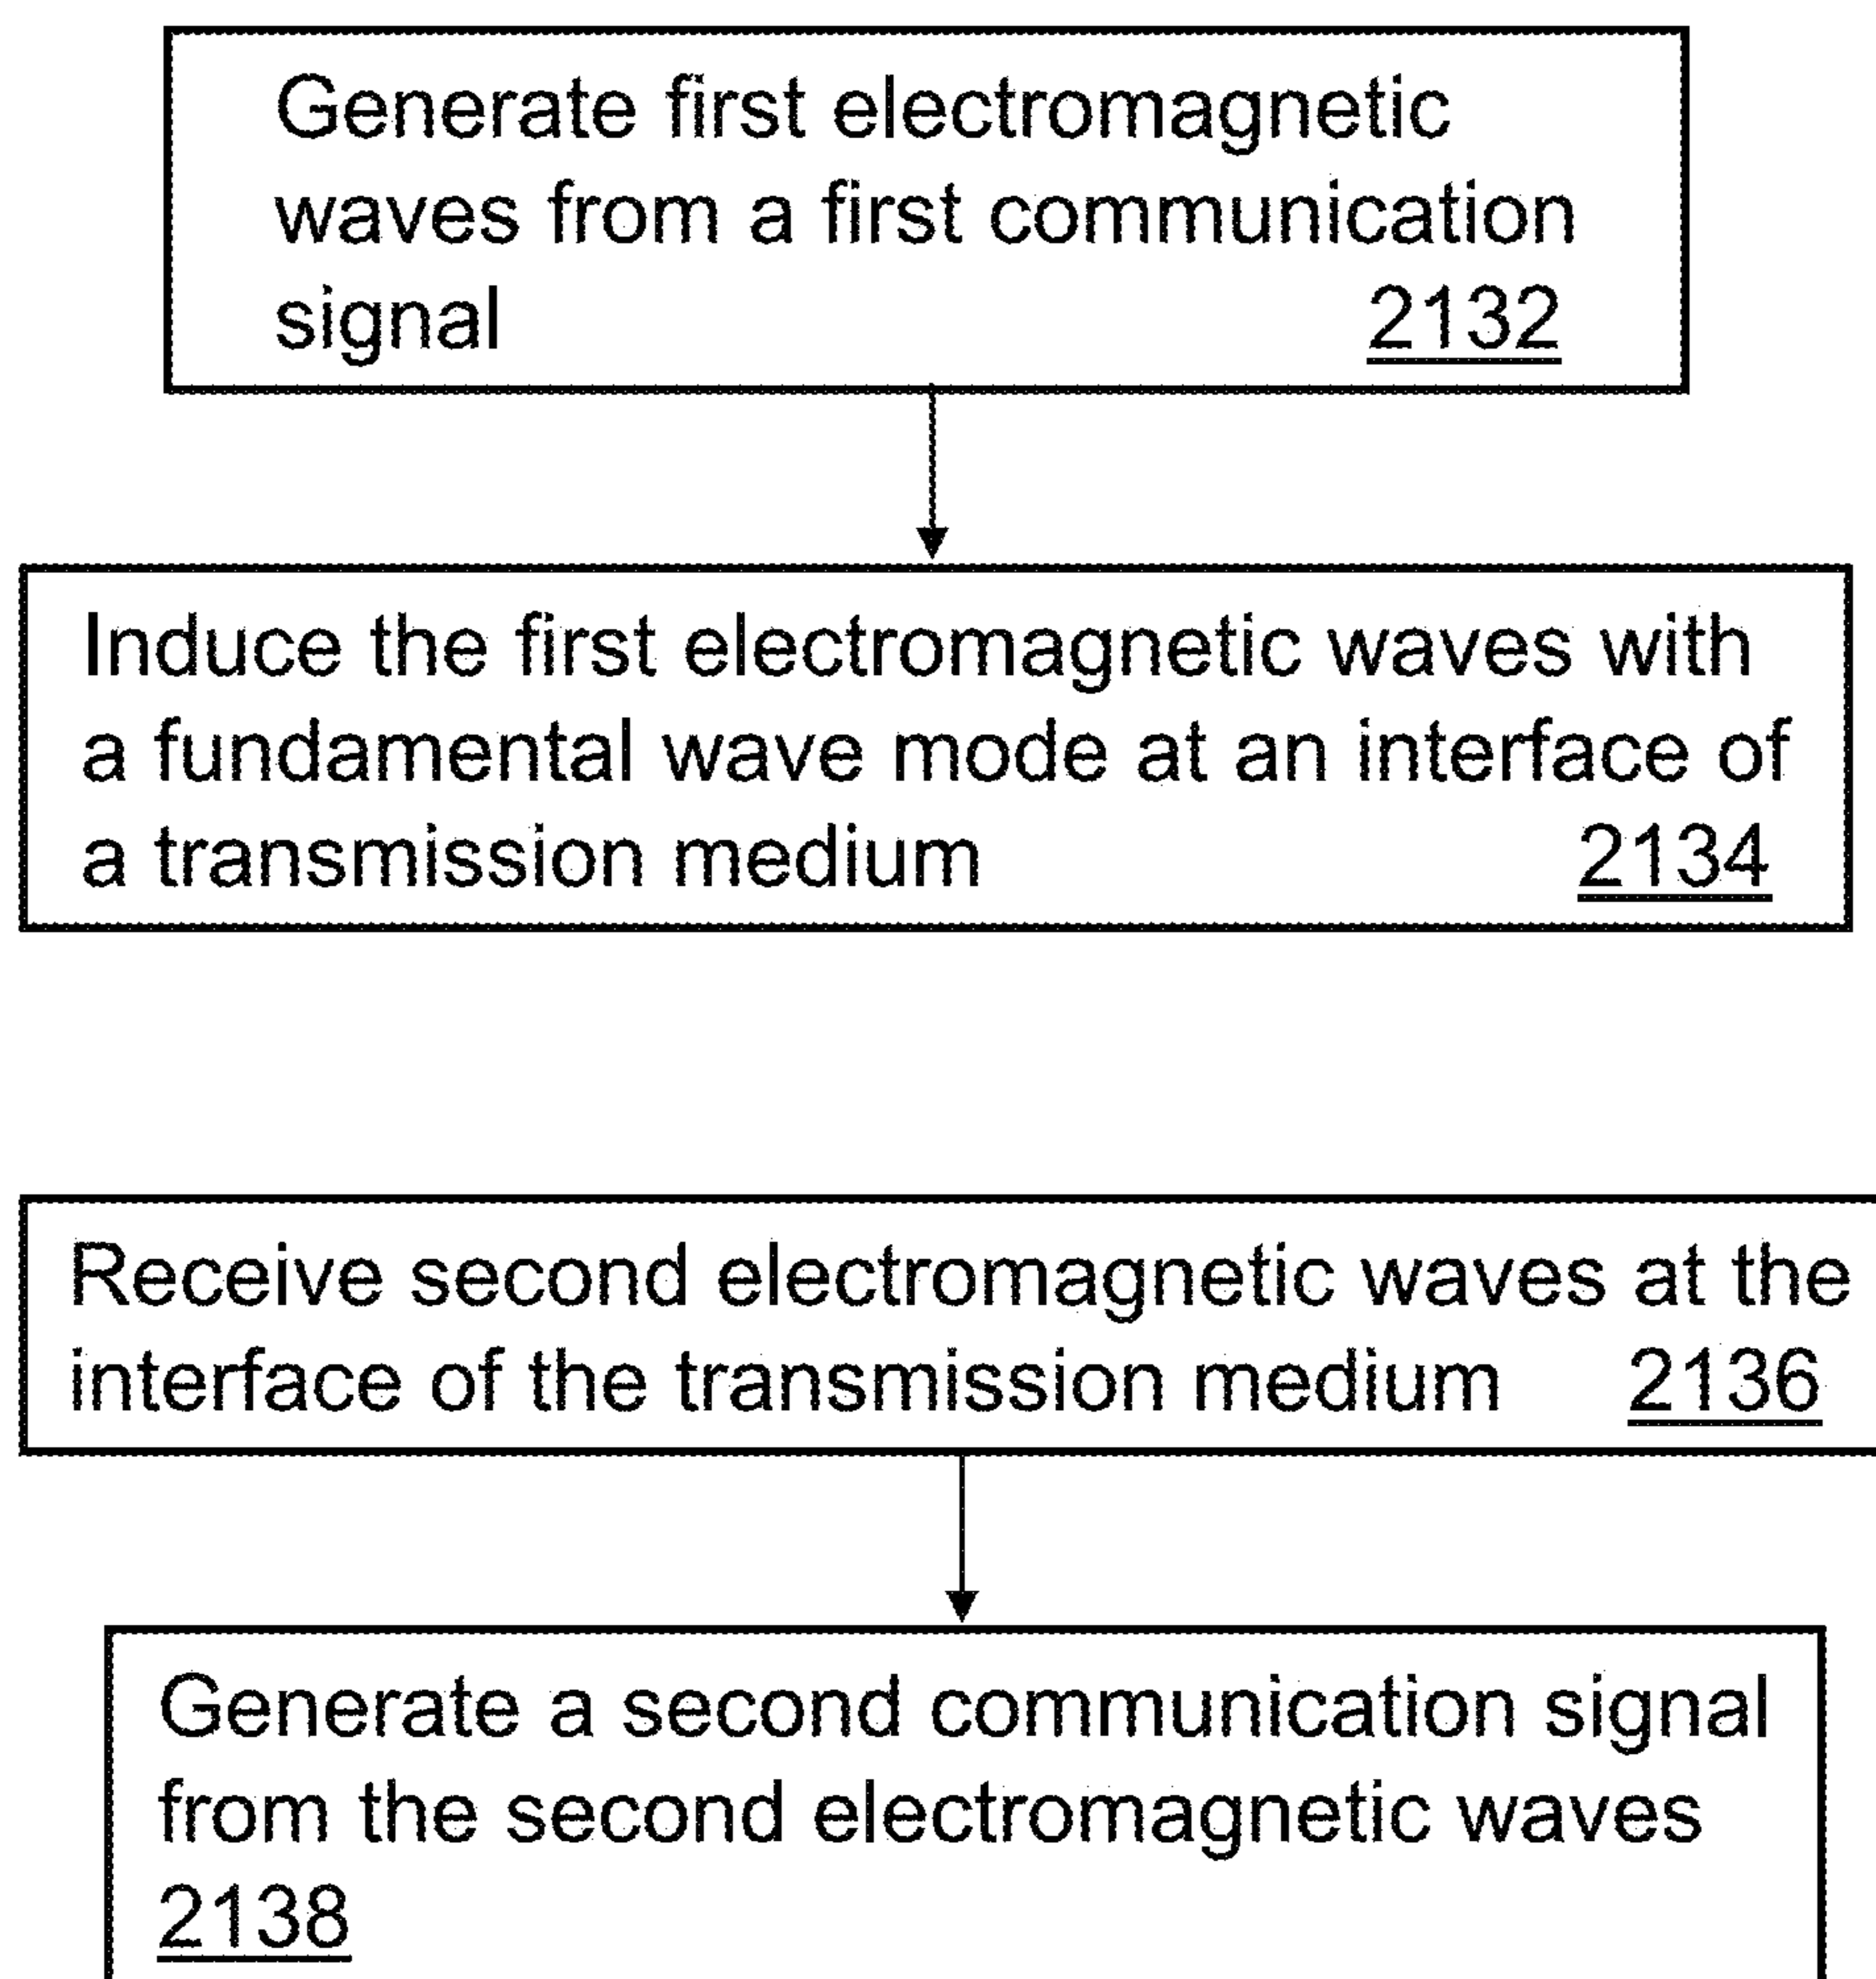 Generate first electromagnetic
waves from a first communication
signal 2132
Induce the first electromagnetic waves with
a fundamental wave mode at an interface of
a transmission medium 2134
Receive second electromagnetic waves at the
interface of the transmission medium 2136
Generate a second communication signal
from the second electromagnetic waves
2138